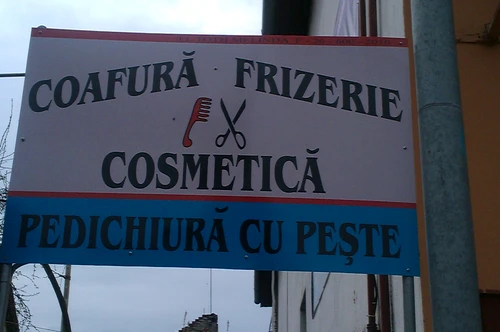 COAFURĂ · FRIZERIE
COSMETICĂ
PEDICHIURĂ CU PEŞTE